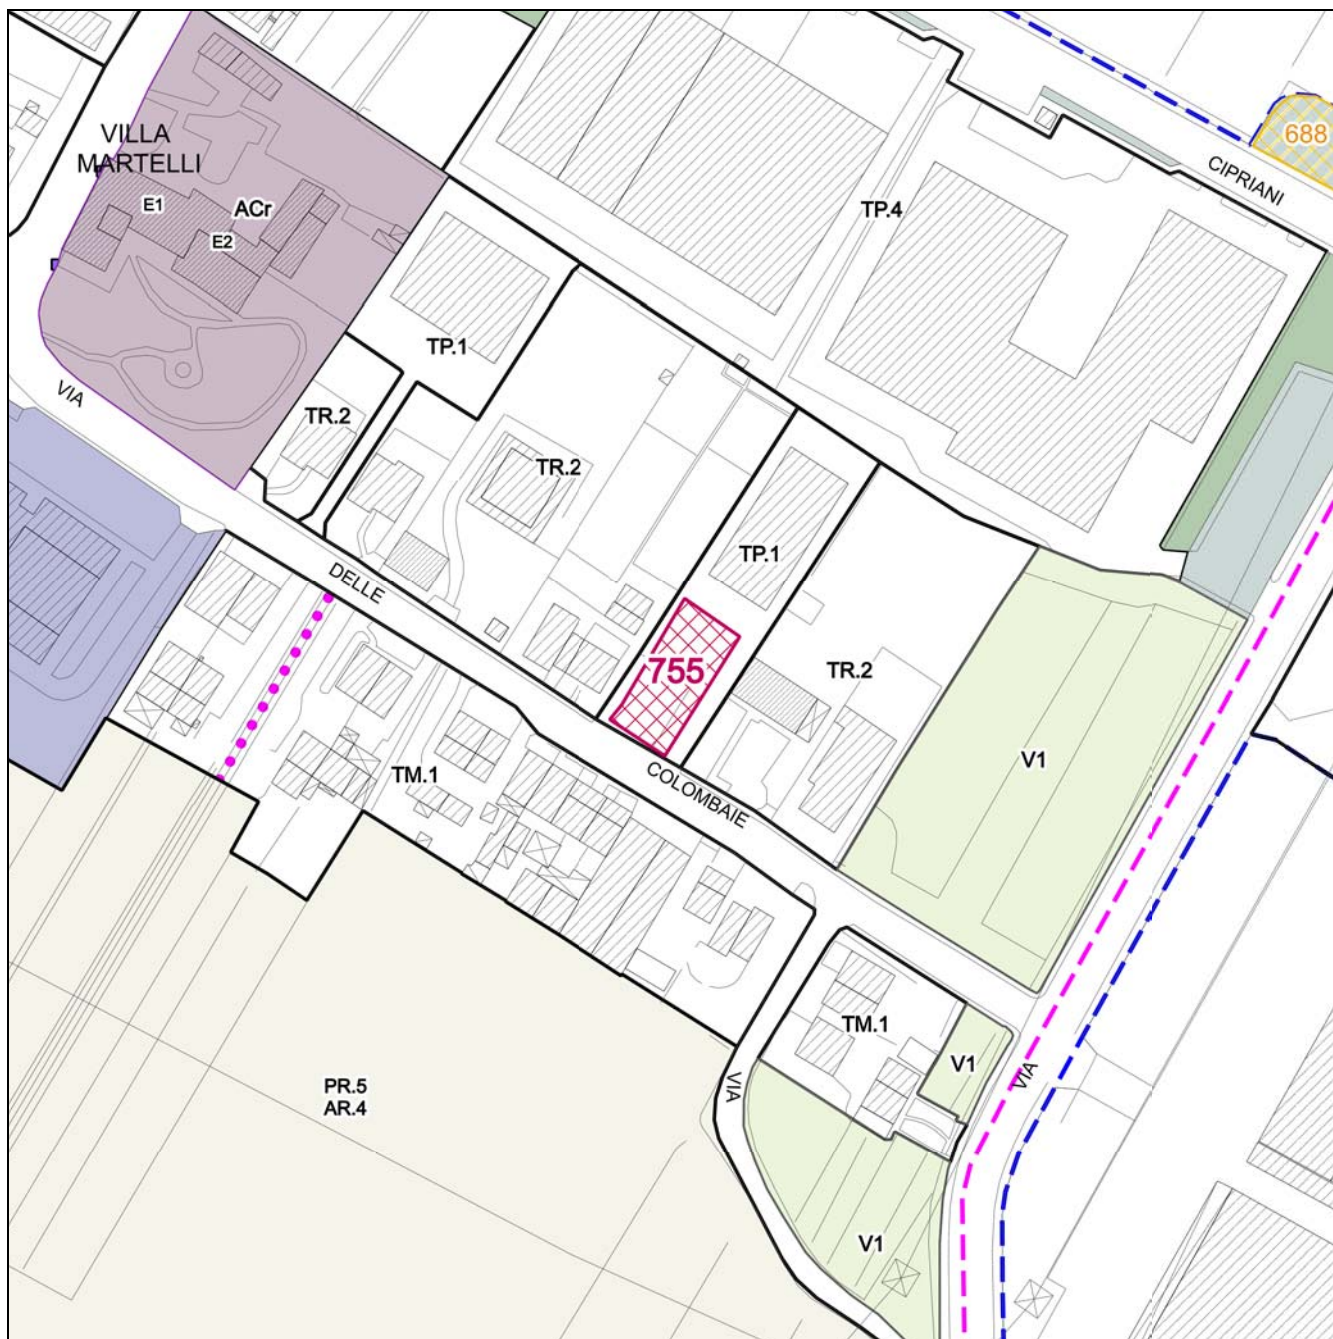 VILLA
MARTELLI
E1
ACr
E2
688
CIPRIANI
TP.4
TP.1
VIA
TR.2
TR.2
TP.1
DELLE
755
TR.2
COLOMBAIE
V1
TM.1
TM.1
V1
VIA
VIA
PR.5
AR.4
V1